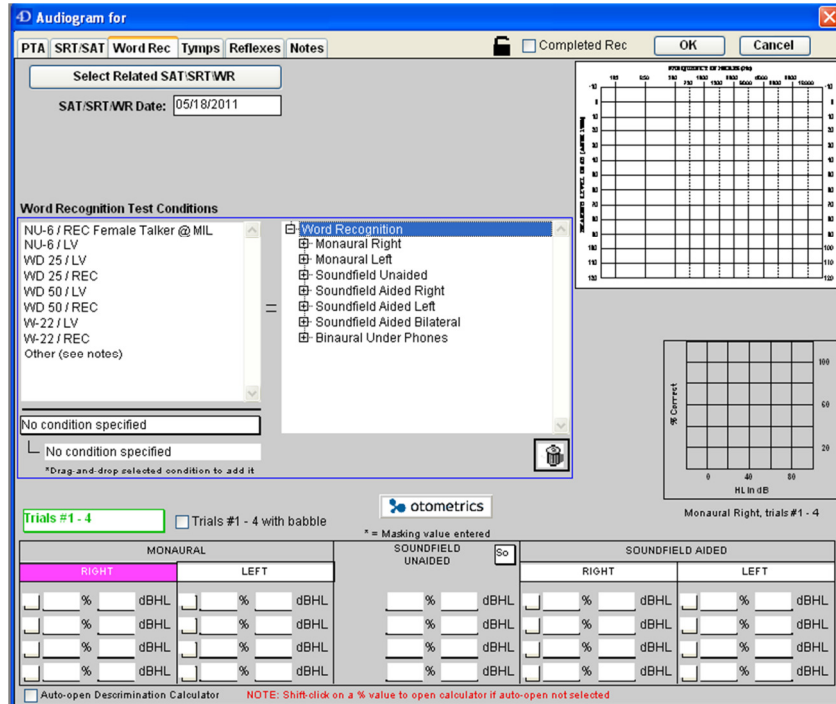 Audiogram for
PTA SRT/SAT Word Rec Tymps Reflexes Notes
Completed Rec
OK
Cancel
Select Related SAT\SRT\WR
SAT/SRT/WR Date: 05/18/2011
Word Recognition Test Conditions
NU-6 / REC Female Talker @ MIL
NU-6 / LV
WD 25 / LV
WD 25 / REC
WD 50 / LV
WD 50 / REC
W-22 / LV
W-22 / REC
Other (see notes)
=
Word Recognition
Monaural Right
Monaural Left
Soundfield Unaided
Soundfield Aided Right
Soundfield Aided Left
Soundfield Aided Bilateral
Binaural Under Phones
No condition specified
No condition specified
*Drag-and-drop selected condition to add it
% Correct
100
60
20
0 40 80
HL in dB
Monaural Right, trials #1 - 4
Trials #1 - 4
Trials #1 - 4 with babble
otometrics
* = Masking value entered
MONAURAL
RIGHT LEFT
SOUNDFIELD
UNAIDED
So
SOUNDFIELD AIDED
RIGHT LEFT
% dBHL % dBHL % dBHL % dBHL % dBHL
% dBHL % dBHL % dBHL % dBHL % dBHL
% dBHL % dBHL % dBHL % dBHL % dBHL
% dBHL % dBHL % dBHL % dBHL % dBHL
Auto-open Descrimination Calculator
NOTE: Shift-click on a % value to open calculator if auto-open not selected